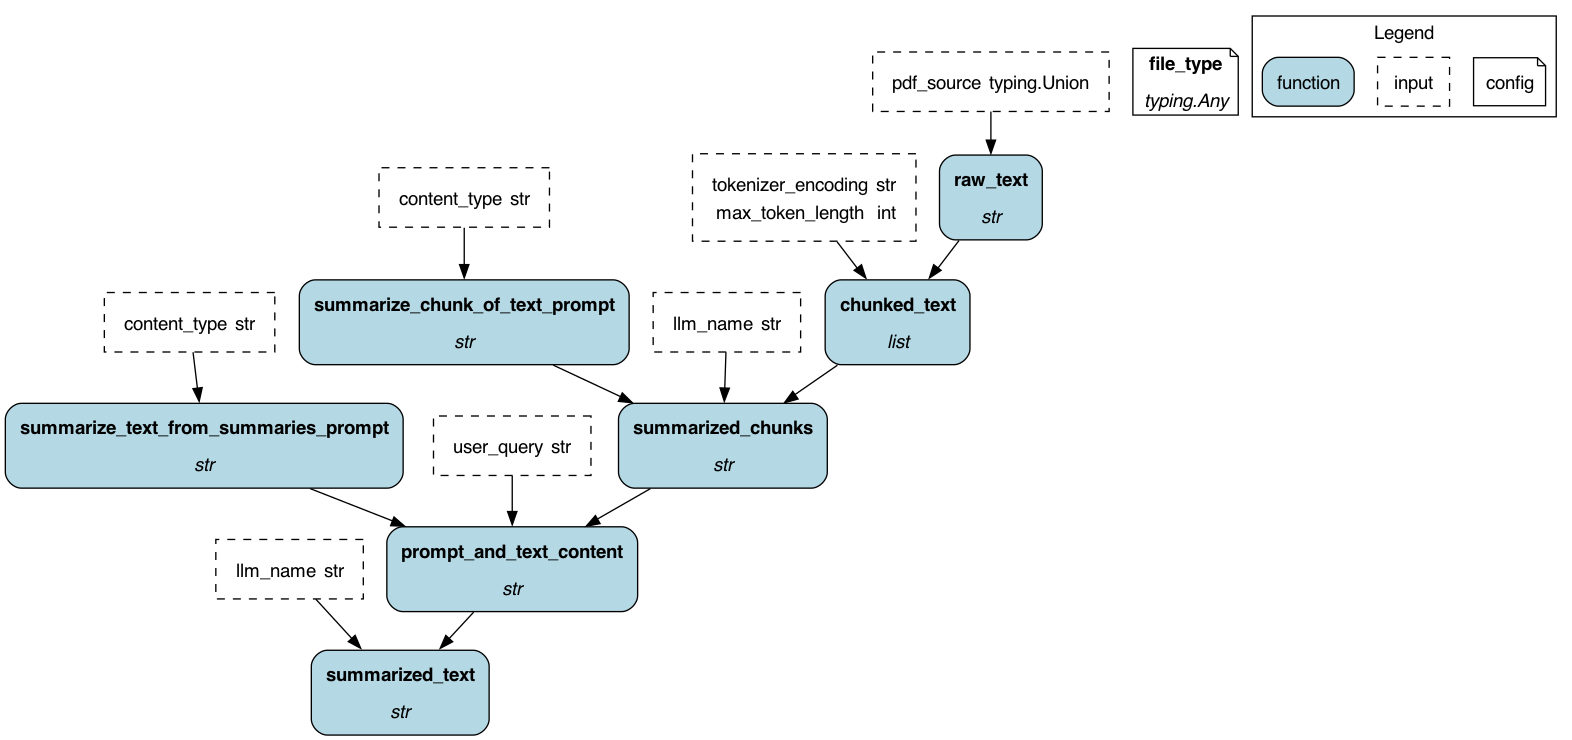 Legend
function
input
config
file_type
typing.Any
pdf_source typing.Union
raw_text
str
tokenizer_encoding str
max_token_length int
content_type str
summarize_chunk_of_text_prompt
str
llm_name str
chunked_text
list
content_type str
summarize_text_from_summaries_prompt
str
user_query str
summarized_chunks
str
llm_name str
prompt_and_text_content
str
summarized_text
str